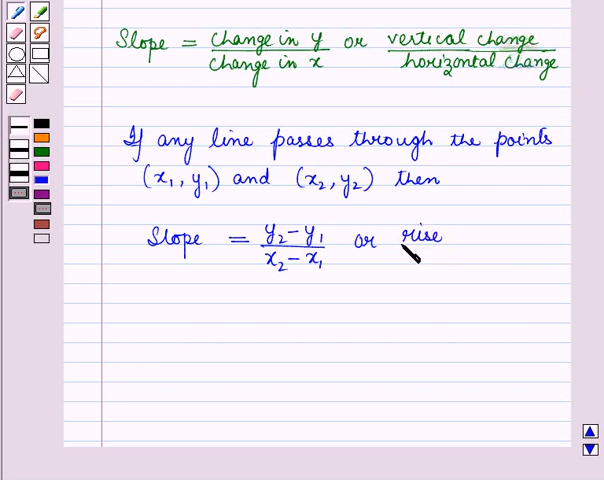 Slope = change in y / change in x or vertical change / horizontal change
If any line passes through the points
(x₁, y₁) and (x₂, y₂) then
Slope = y₂ - y₁ / x₂ - x₁ or rise